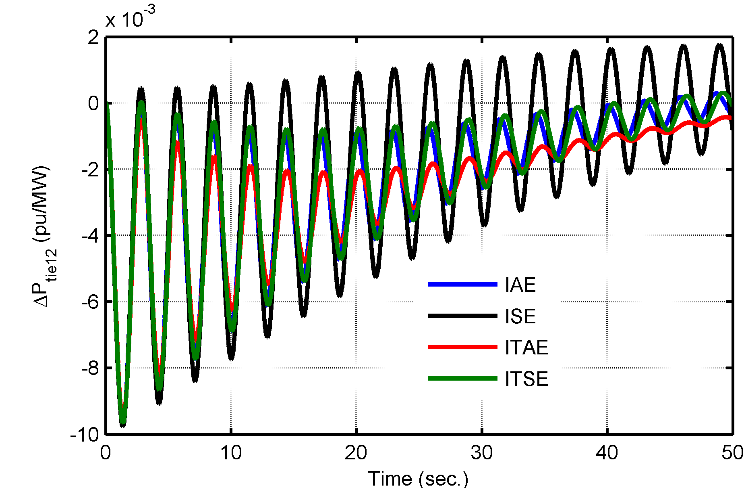 x 10⁻³
2
0
-2
-4
-6
-8
-10
ΔPtie12 (pu/MW)
IAE
ISE
ITAE
ITSE
0 10 20 30 40 50
Time (sec.)